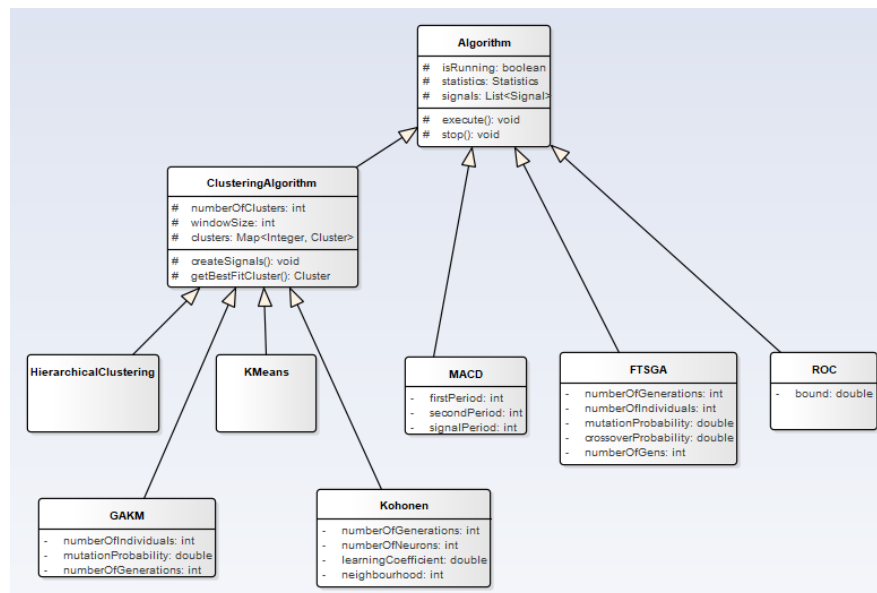 Algorithm
# isRunning: boolean
# statistics: Statistics
# signals: List<Signal>
# execute(): void
# stop(): void
ClusteringAlgorithm
# numberOfClusters: int
# windowSize: int
# clusters: Map<Integer, Cluster>
# createSignals(): void
# getBestFitCluster(): Cluster
HierarchicalClustering
KMeans
MACD
- firstPeriod: int
- secondPeriod: int
- signalPeriod: int
FTSGA
- numberOfGenerations: int
- numberOfIndividuals: int
- mutationProbability: double
- crossoverProbability: double
- numberOfGens: int
ROC
- bound: double
GAKM
- numberOfIndividuals: int
- mutationProbability: double
- numberOfGenerations: int
Kohonen
- numberOfGenerations: int
- numberOfNeurons: int
- learningCoefficient: double
- neighbourhood: int